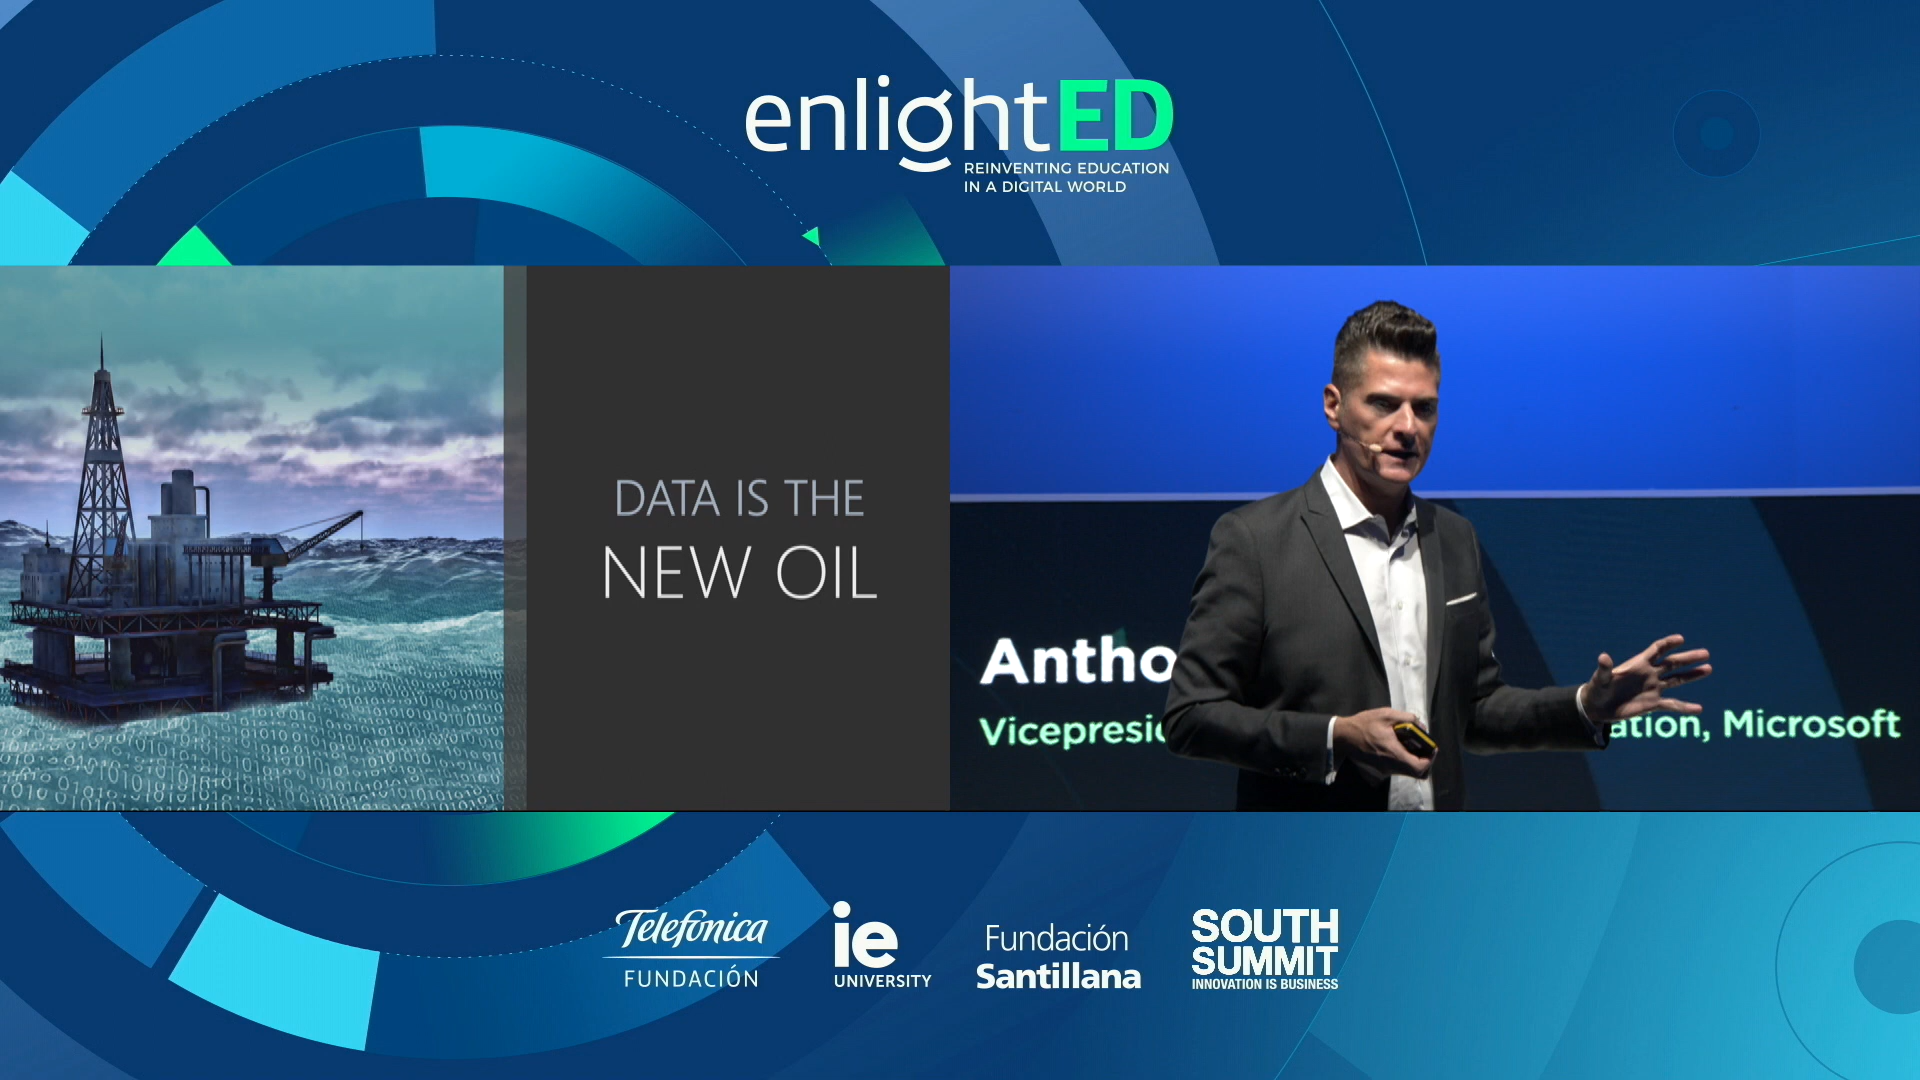 enlightED
REINVENTING EDUCATION
IN A DIGITAL WORLD
DATA IS THE
NEW OIL
Antho
Vicepresi
ation, Microsoft
Telefónica
FUNDACIÓN
ie
UNIVERSITY
Fundación
Santillana
SOUTH
SUMMIT
INNOVATION IS BUSINESS